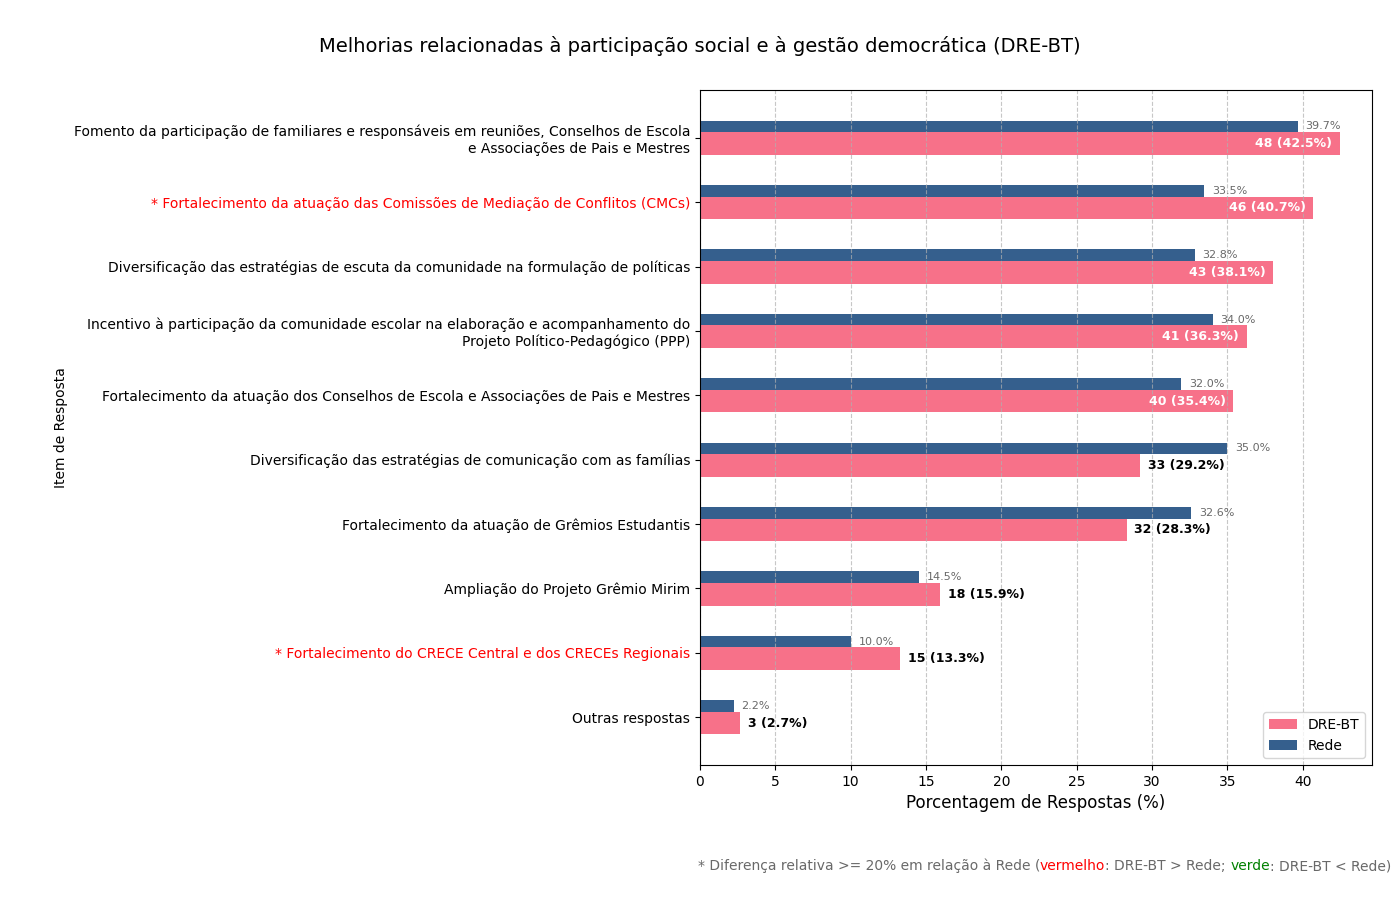 Melhorias relacionadas à participação social e à gestão democrática (DRE-BT)
Item de Resposta
Fomento da participação de familiares e responsáveis em reuniões, Conselhos de Escola
e Associações de Pais e Mestres
39.7%
48 (42.5%)
* Fortalecimento da atuação das Comissões de Mediação de Conflitos (CMCs)
33.5%
46 (40.7%)
Diversificação das estratégias de escuta da comunidade na formulação de políticas
32.8%
43 (38.1%)
Incentivo à participação da comunidade escolar na elaboração e acompanhamento do
Projeto Político-Pedagógico (PPP)
34.0%
41 (36.3%)
Fortalecimento da atuação dos Conselhos de Escola e Associações de Pais e Mestres
32.0%
40 (35.4%)
Diversificação das estratégias de comunicação com as famílias
35.0%
33 (29.2%)
Fortalecimento da atuação de Grêmios Estudantis
32.6%
32 (28.3%)
Ampliação do Projeto Grêmio Mirim
14.5%
18 (15.9%)
* Fortalecimento do CRECE Central e dos CRECEs Regionais
10.0%
15 (13.3%)
Outras respostas
2.2%
3 (2.7%)
DRE-BT
Rede
0 5 10 15 20 25 30 35 40
Porcentagem de Respostas (%)
* Diferença relativa >= 20% em relação à Rede (vermelho: DRE-BT > Rede; verde: DRE-BT < Rede)